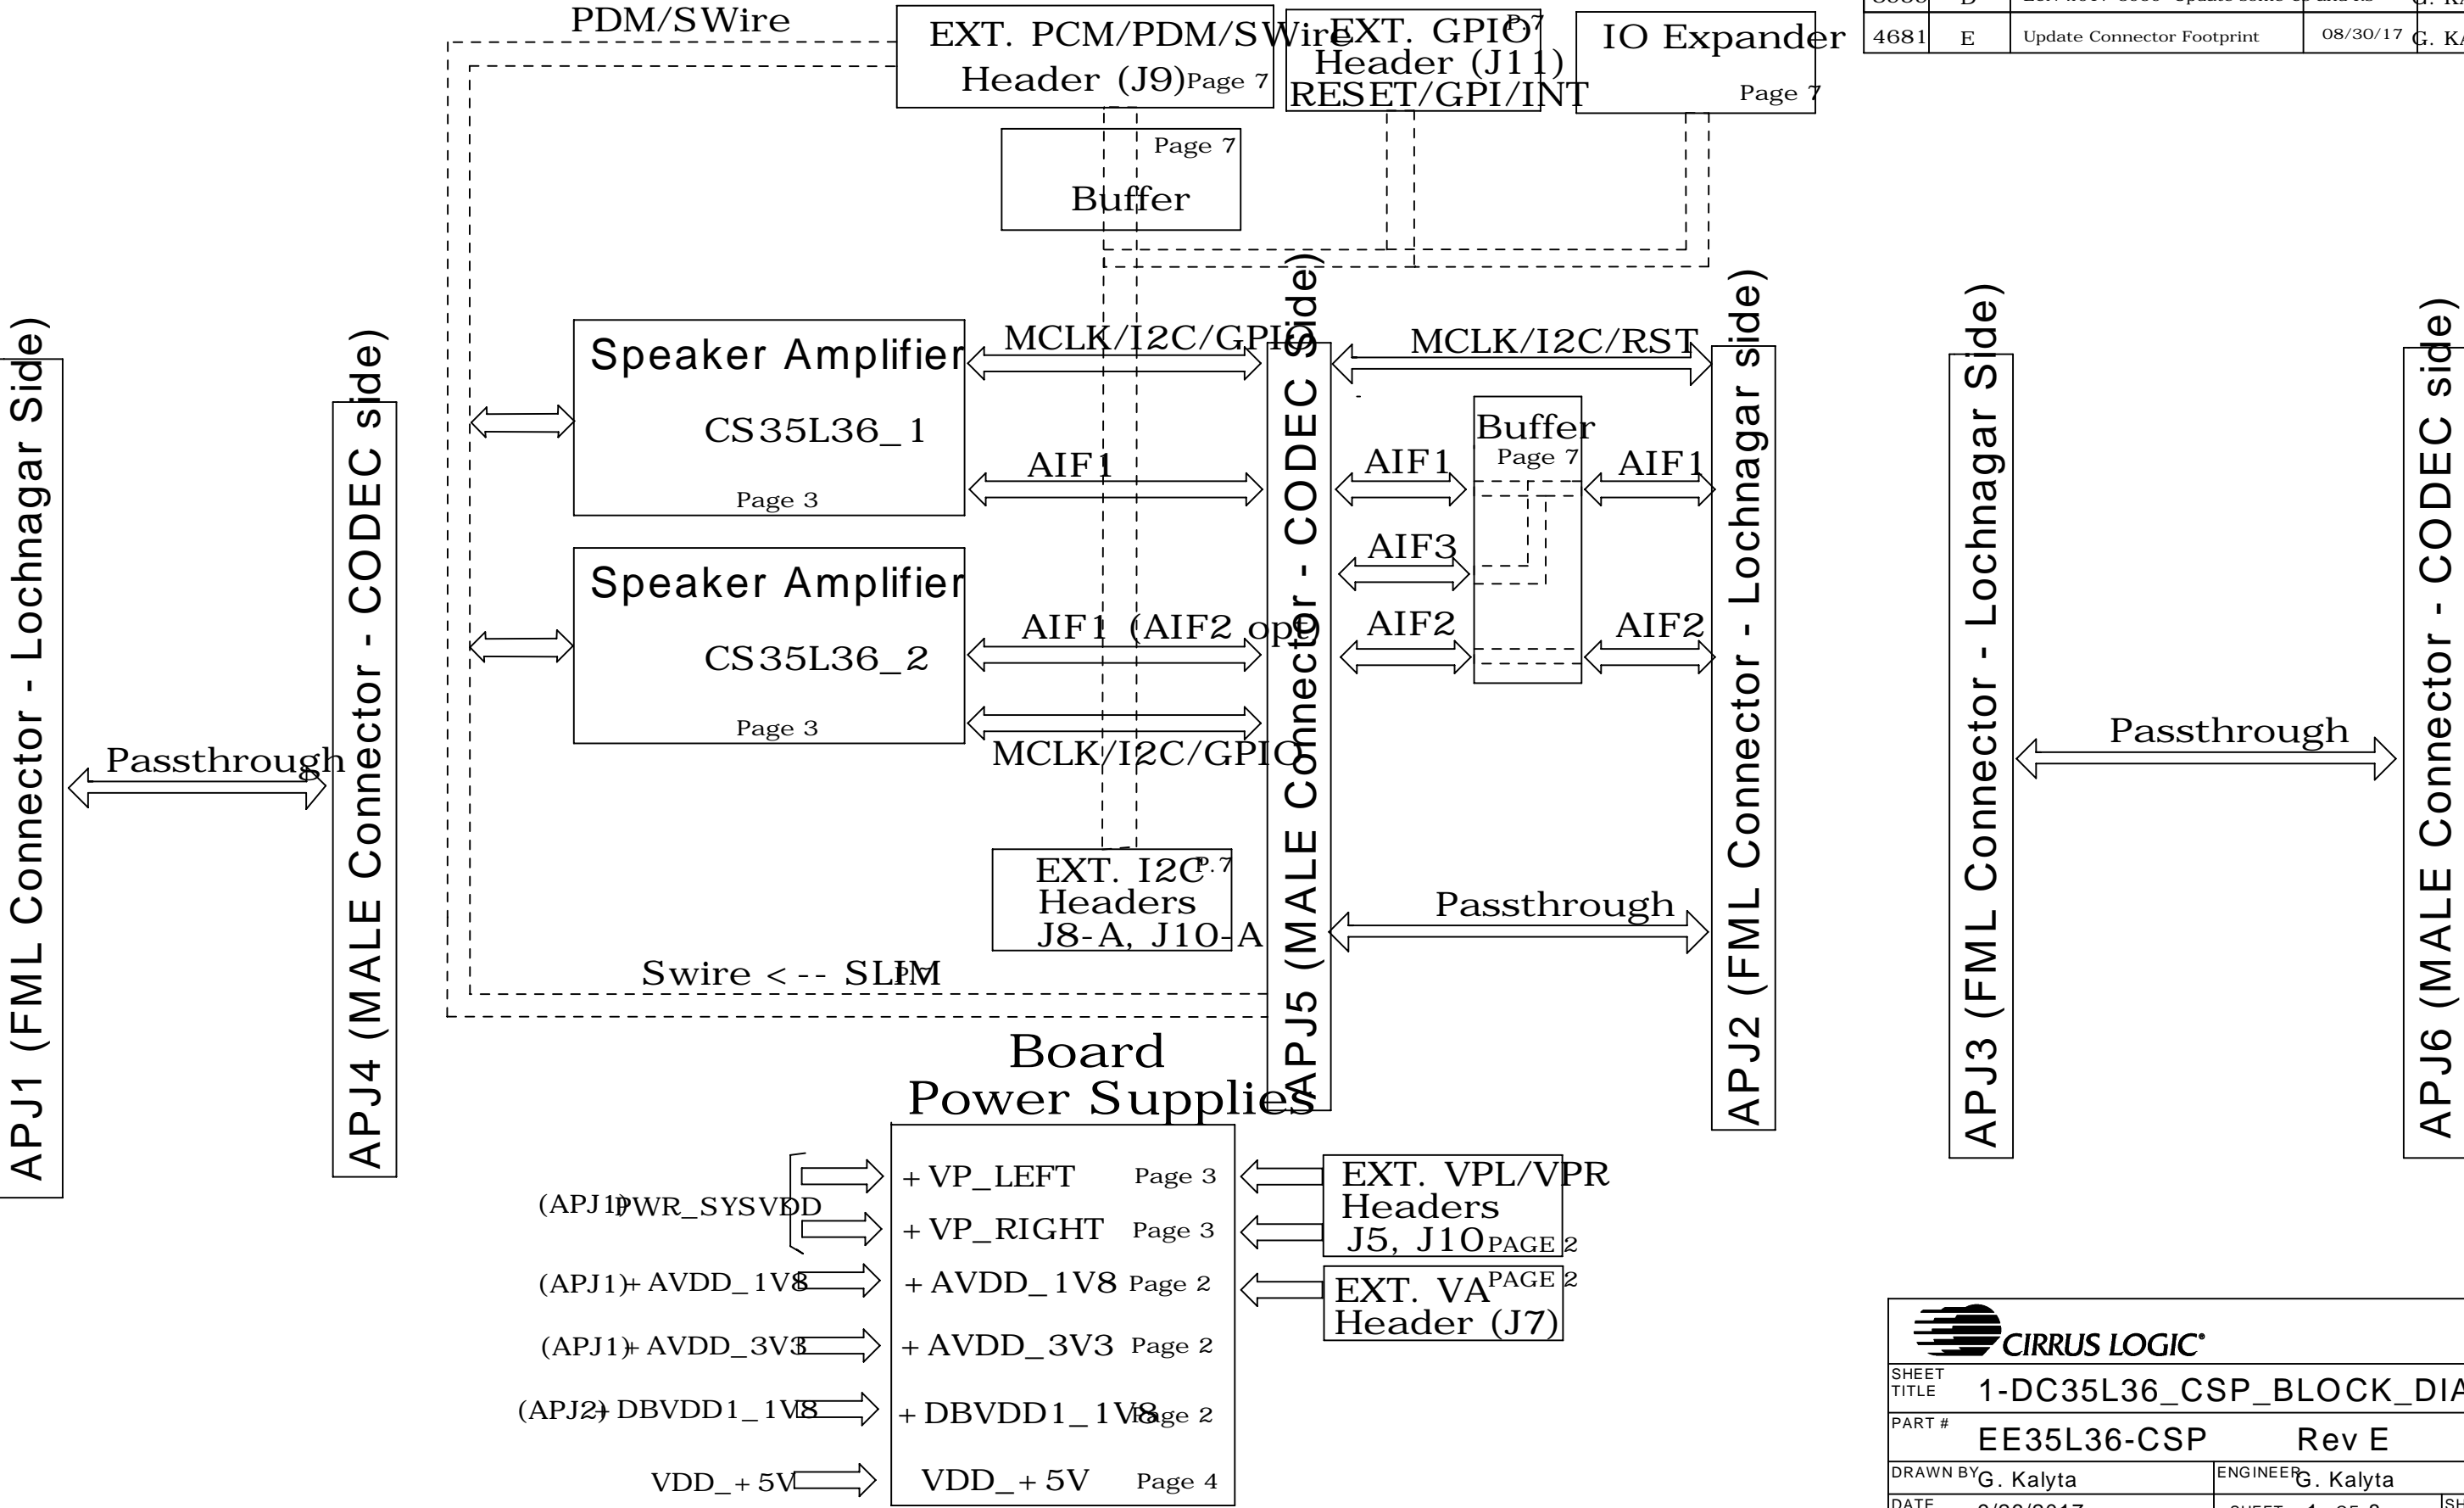 PDM/SWire
EXT. PCM/PDM/SWire
Header (J9) Page 7
EXT. GPIO P.7
Header (J11)
RESET/GPI/INT
IO Expander
Page 7
4681 E Update Connector Footprint 08/30/17 G. KA
Page 7
Buffer
APJ1 (FML Connector - Lochnagar Side)
Passthrough
APJ4 (MALE Connector - CODEC side)
Speaker Amplifier
CS35L36_1
Page 3
MCLK/I2C/GPIO
AIF1
Speaker Amplifier
CS35L36_2
Page 3
AIF1 (AIF2 opt)
MCLK/I2C/GPIO
EXT. I2C P.7
Headers
J8-A, J10-A
Swire <-- SLIM
APJ5 (MALE Connector - CODEC Side)
MCLK/I2C/RST
Buffer
Page 7
AIF1
AIF1
AIF3
AIF2
AIF2
Passthrough
APJ2 (FML Connector - Lochnagar side)
APJ3 (FML Connector - Lochnagar Side)
Passthrough
APJ6 (MALE Connector - CODEC side)
Board
Power Supplies
(APJ1) PWR_SYSVDD
+VP_LEFT Page 3
+VP_RIGHT Page 3
EXT. VPL/VPR
Headers
J5, J10 PAGE 2
(APJ1)+AVDD_1V8
+AVDD_1V8 Page 2
EXT. VA PAGE 2
Header (J7)
(APJ1)+AVDD_3V3
+AVDD_3V3 Page 2
(APJ2)+DBVDD1_1V8
+DBVDD1_1V8 Page 2
VDD_+5V
VDD_+5V Page 4
CIRRUS LOGIC®
SHEET TITLE 1-DC35L36_CSP_BLOCK_DIA
PART # EE35L36-CSP Rev E
DRAWN BY G. Kalyta ENGINEER G. Kalyta
DATE